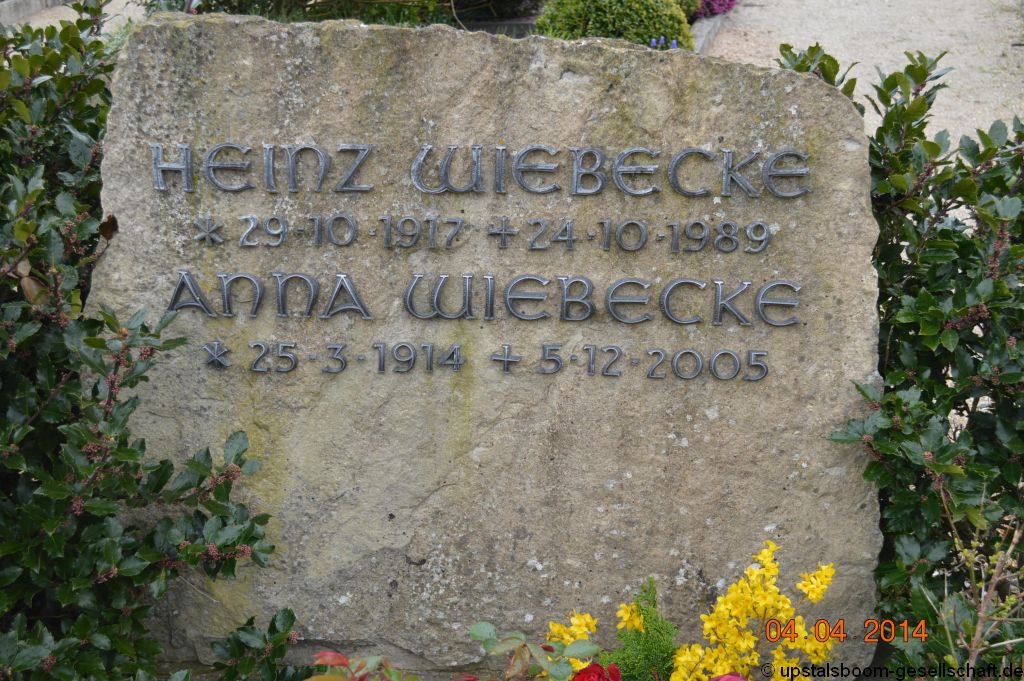 HEINZ WIEBECKE
* 29·10·1917 + 24·10·1989
ANNA WIEBECKE
* 25·3·1914 + 5·12·2005
04.04.2014
© upstalsboom-gesellschaft.de